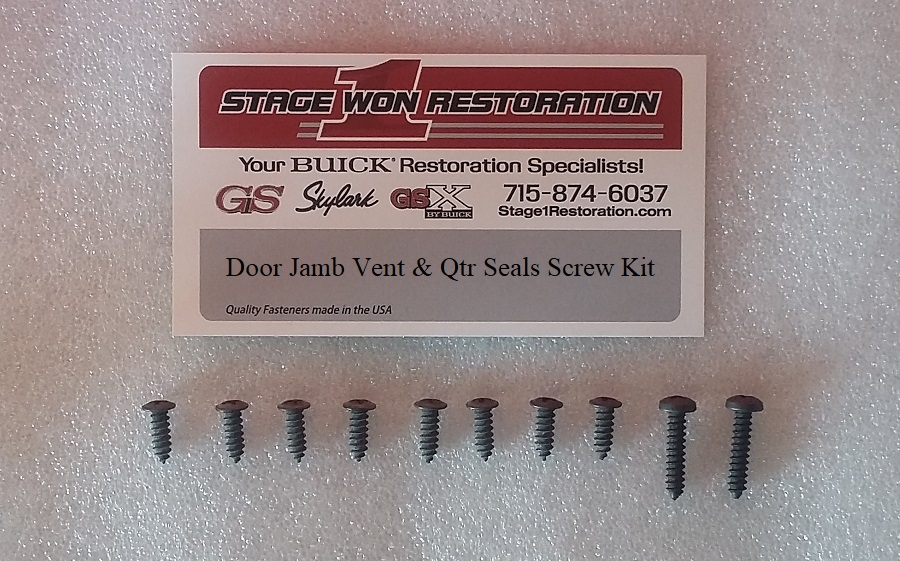 STAGE 1 WON RESTORATION
Your BUICK® Restoration Specialists!
GS Skylark GSX BY BUICK 715-874-6037
Stage1Restoration.com
Door Jamb Vent & Qtr Seals Screw Kit
Quality Fasteners made in the USA